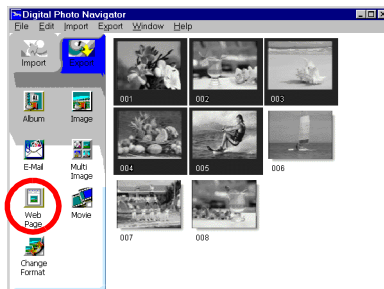 Digital Photo Navigator
File Edit Import Export Window Help
Import Export
Album Image
E-Mail Multi Image
Web Page Movie
Change Format
001 002 003
004 005 006
007 008